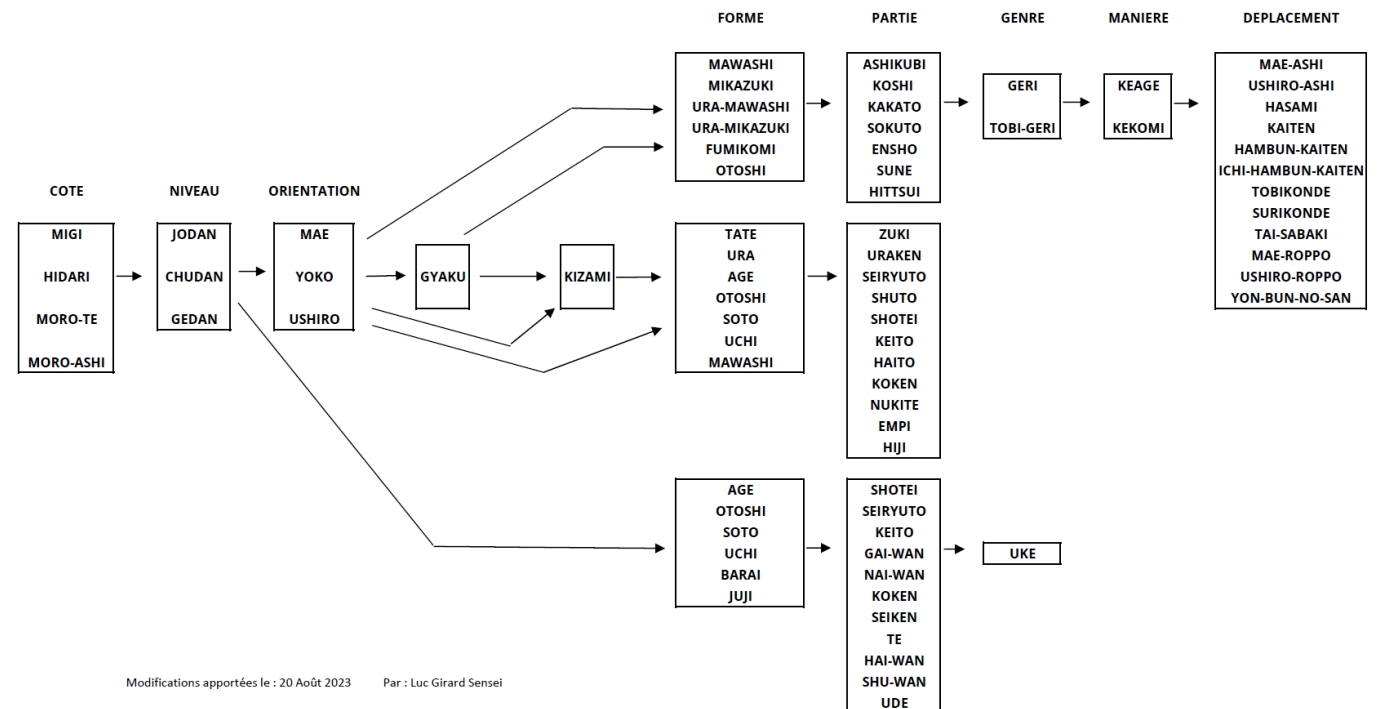 FORME PARTIE GENRE MANIERE DEPLACEMENT
COTE NIVEAU ORIENTATION
MIGI
HIDARI
MORO-TE
MORO-ASHI
JODAN
CHUDAN
GEDAN
MAE
YOKO
USHIRO
GYAKU
KIZAMI
MAWASHI
MIKAZUKI
URA-MAWASHI
URA-MIKAZUKI
FUMIKOMI
OTOSHI
ASHIKUBI
KOSHI
KAKATO
SOKUTO
ENSHO
SUNE
HITTSUI
GERI
TOBI-GERI
KEAGE
KEKOMI
MAE-ASHI
USHIRO-ASHI
HASAMI
KAITEN
HAMBUN-KAITEN
ICHI-HAMBUN-KAITEN
TOBIKONDE
SURIKONDE
TAI-SABAKI
MAE-ROPPO
USHIRO-ROPPO
YON-BUN-NO-SAN
TATE
URA
AGE
OTOSHI
SOTO
UCHI
MAWASHI
ZUKI
URAKEN
SEIRYUTO
SHUTO
SHOTEI
KEITO
HAITO
KOKEN
NUKITE
EMPI
HIJI
AGE
OTOSHI
SOTO
UCHI
BARAI
JUJI
SHOTEI
SEIRYUTO
KEITO
GAI-WAN
NAI-WAN
KOKEN
SEIKEN
TE
HAI-WAN
SHU-WAN
UDE
UKE
Modifications apportées le : 20 Août 2023 Par : Luc Girard Sensei